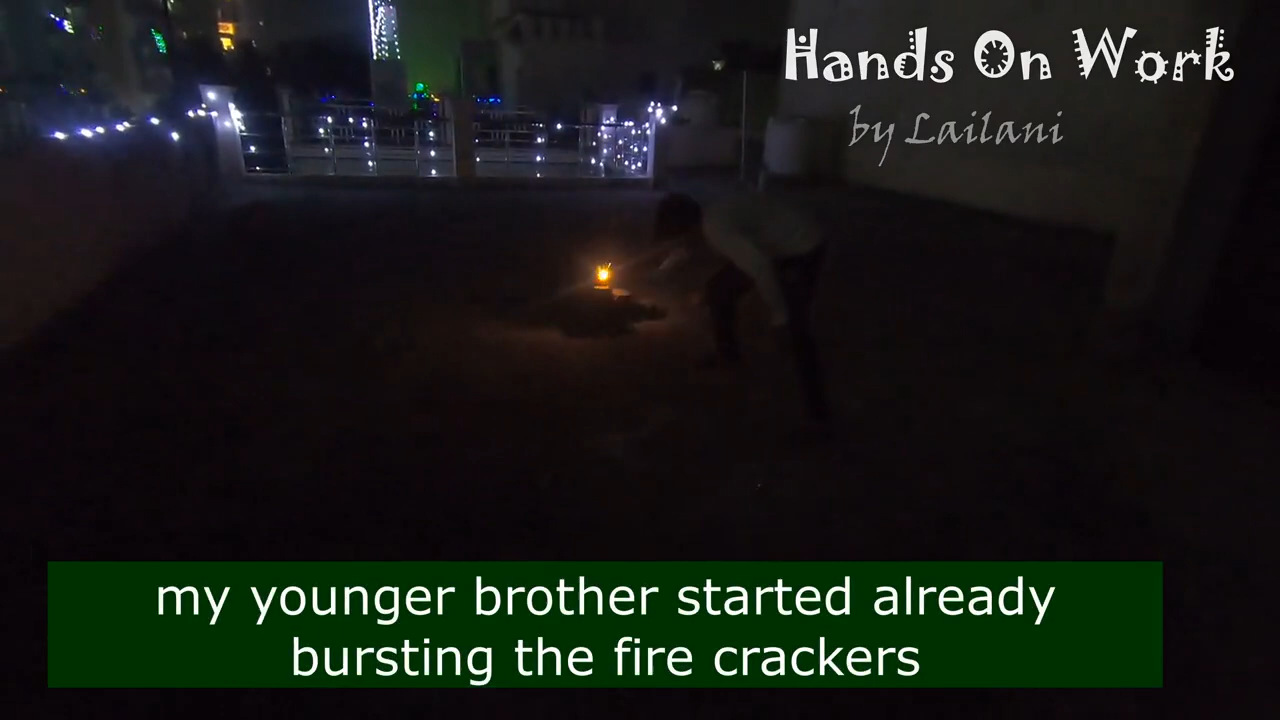 Hands On Work
by Lailani
my younger brother started already
bursting the fire crackers